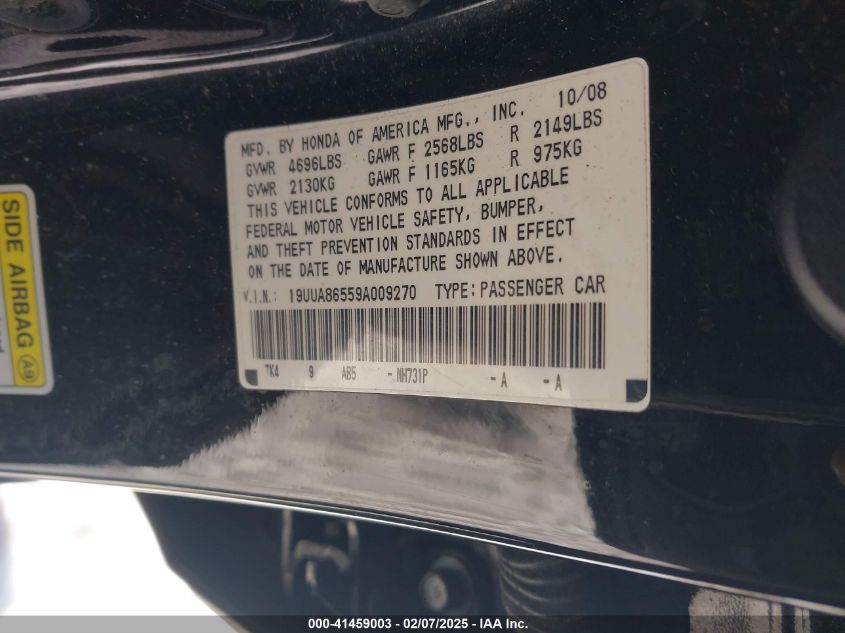 10/08
MFD. BY HONDA OF AMERICA MFG., INC.
GVWR 4696LBS GAWR F 2568LBS R 2149LBS
GVWR 2130KG GAWR F 1165KG R 975KG
THIS VEHICLE CONFORMS TO ALL APPLICABLE
FEDERAL MOTOR VEHICLE SAFETY, BUMPER,
AND THEFT PREVENTION STANDARDS IN EFFECT
ON THE DATE OF MANUFACTURE SHOWN ABOVE.
V.I.N.: 19UUA86559A009270 TYPE:PASSENGER CAR
TK4 9 AB5 -NH731P -A -A
SIDE AIRBAG A9
000-41459003 - 02/07/2025 - IAA Inc.